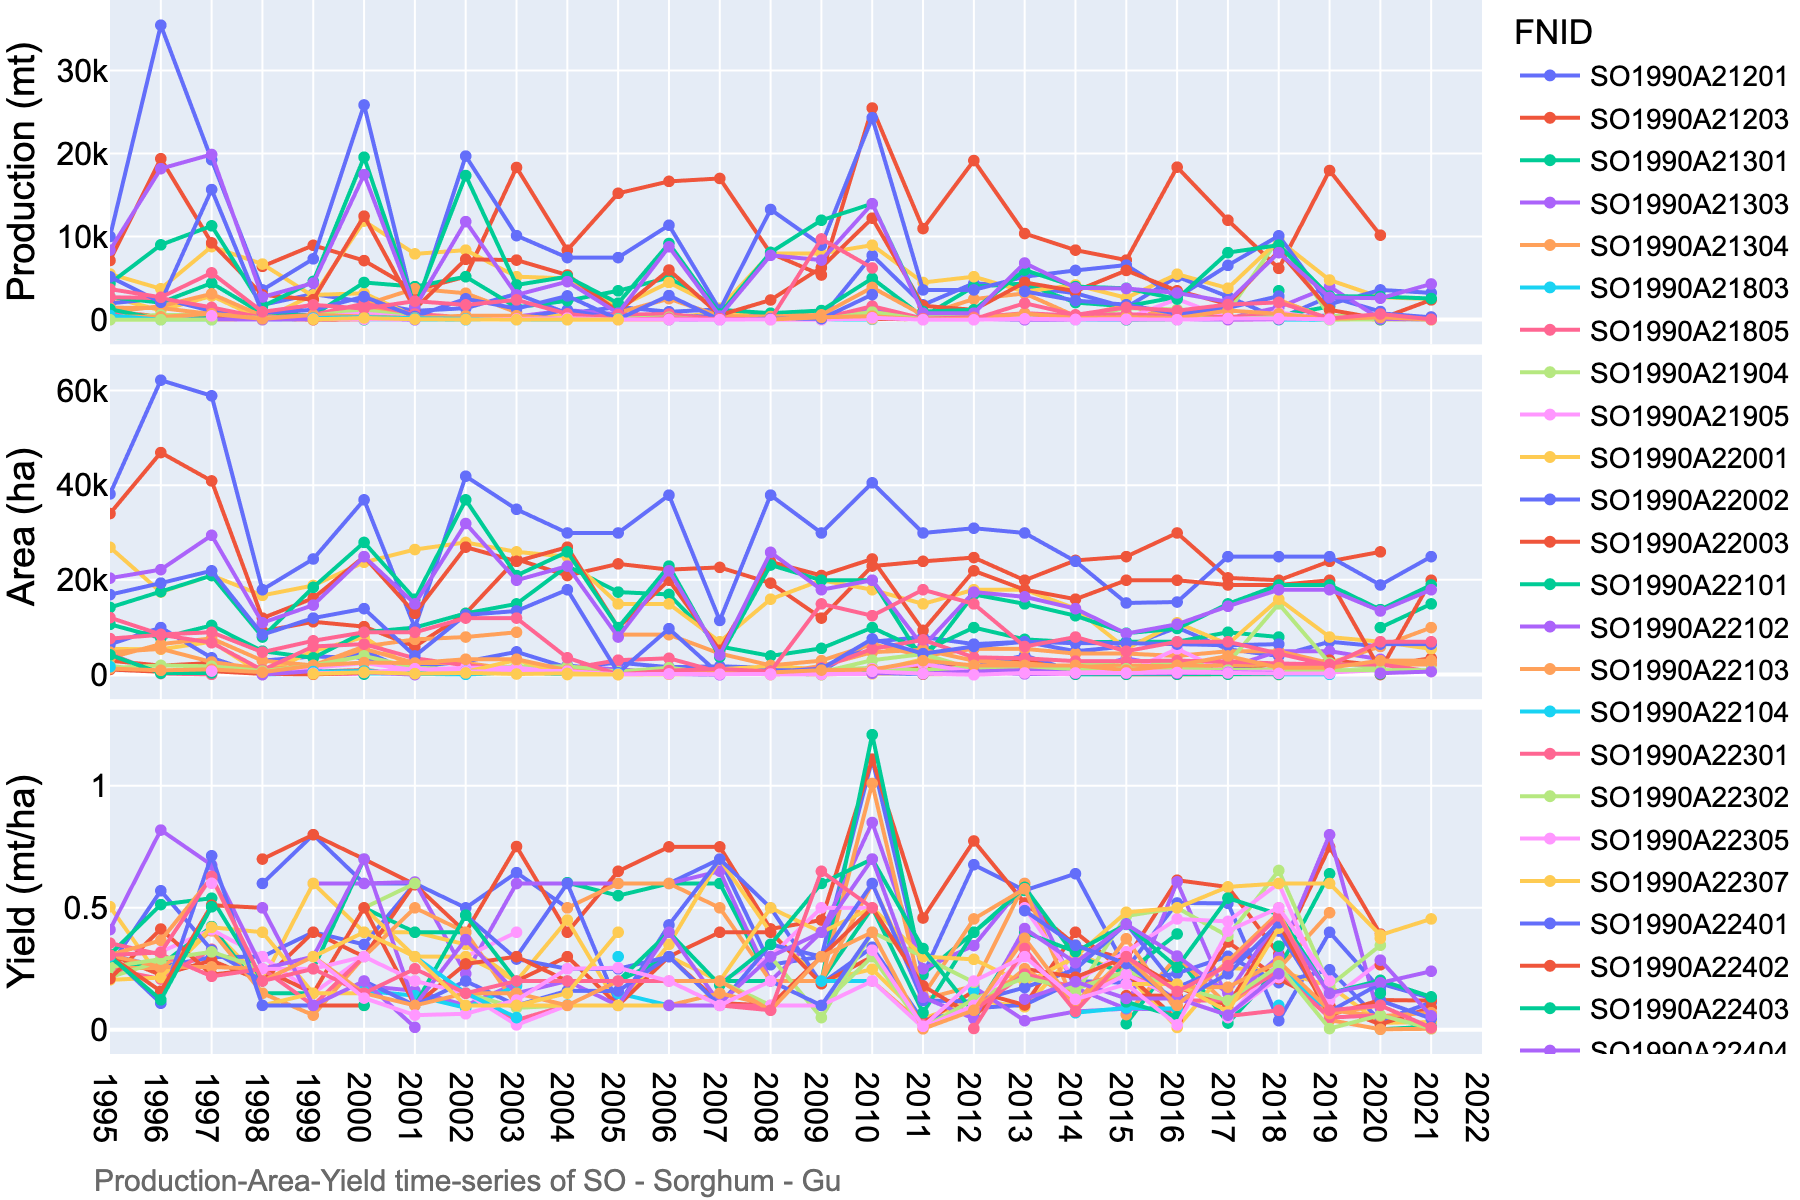 Production (mt)
30k
20k
10k
0
Area (ha)
60k
40k
20k
0
Yield (mt/ha)
1
0.5
0
1995
1996
1997
1998
1999
2000
2001
2002
2003
2004
2005
2006
2007
2008
2009
2010
2011
2012
2013
2014
2015
2016
2017
2018
2019
2020
2021
2022
FNID
SO1990A21201
SO1990A21203
SO1990A21301
SO1990A21303
SO1990A21304
SO1990A21803
SO1990A21805
SO1990A21904
SO1990A21905
SO1990A22001
SO1990A22002
SO1990A22003
SO1990A22101
SO1990A22102
SO1990A22103
SO1990A22104
SO1990A22301
SO1990A22302
SO1990A22305
SO1990A22307
SO1990A22401
SO1990A22402
SO1990A22403
SO1990A22404
Production-Area-Yield time-series of SO - Sorghum - Gu